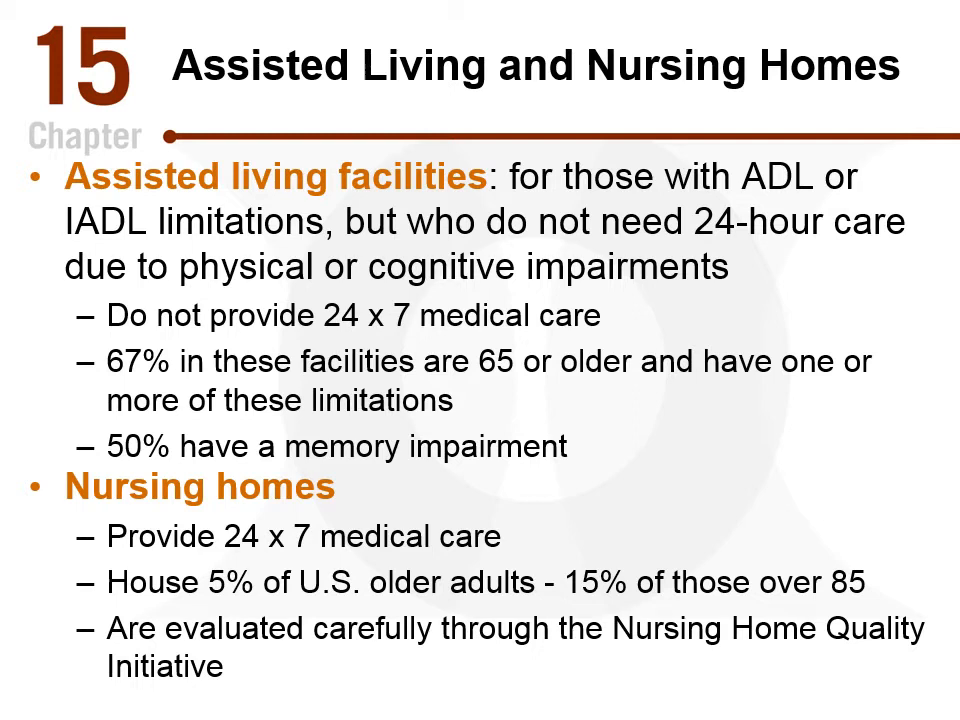 15
Chapter
Assisted Living and Nursing Homes
• Assisted living facilities: for those with ADL or
IADL limitations, but who do not need 24-hour care
due to physical or cognitive impairments
– Do not provide 24 x 7 medical care
– 67% in these facilities are 65 or older and have one or
more of these limitations
– 50% have a memory impairment
• Nursing homes
– Provide 24 x 7 medical care
– House 5% of U.S. older adults - 15% of those over 85
– Are evaluated carefully through the Nursing Home Quality
Initiative